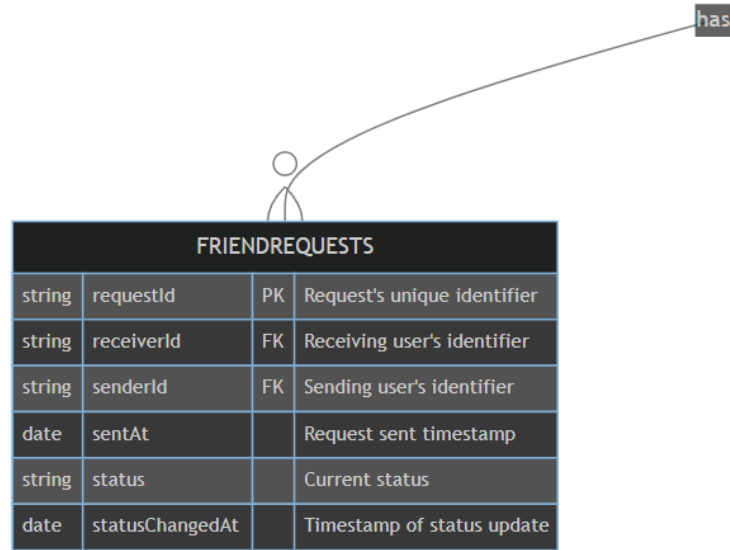 has
FRIENDREQUESTS
string requestId PK Request's unique identifier
string receiverId FK Receiving user's identifier
string senderId FK Sending user's identifier
date sentAt Request sent timestamp
string status Current status
date statusChangedAt Timestamp of status update